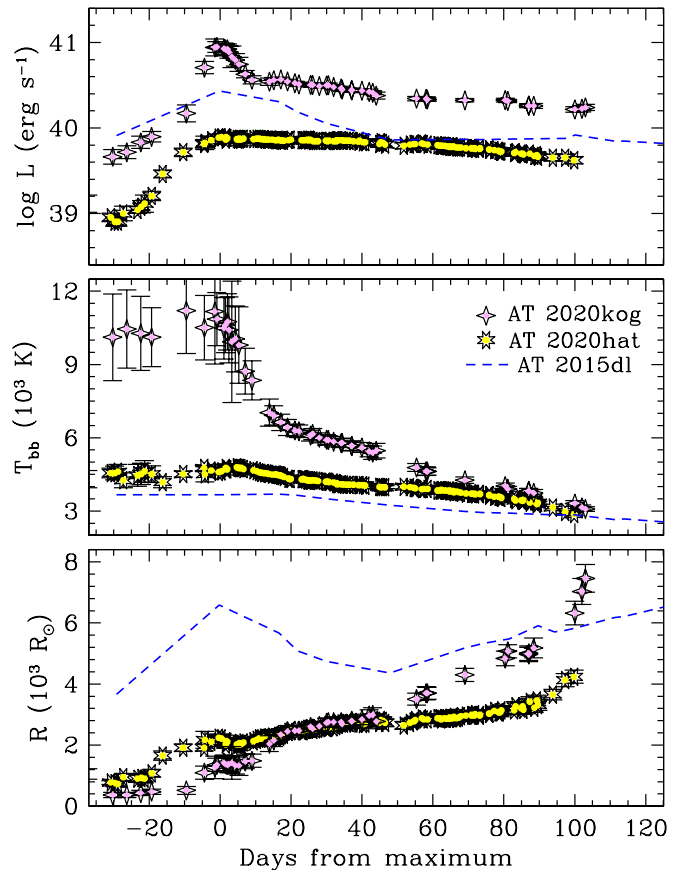 41
40
39
log L (erg s⁻¹)
12
9
6
3
T_bb (10³ K)
AT 2020kog
AT 2020hat
AT 2015dl
8
6
4
2
0
R (10³ R☉)
−20 0 20 40 60 80 100 120
Days from maximum